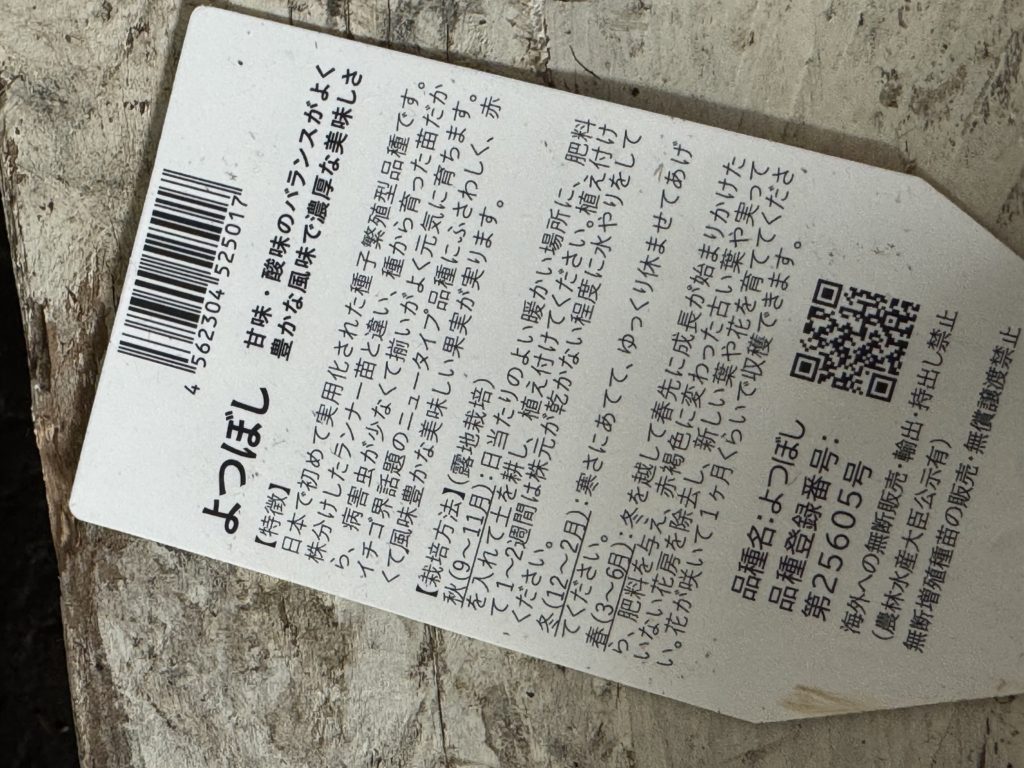 4 562304 525017
よつぼし
甘味・酸味のバランスがよく
豊かな風味で濃厚な美味しさ
【特徴】
日本で初めて実用化された種子繁殖型品種です。
株分けしたランナー苗と違い、種から育った苗だか
ら、病害虫が少なくて揃いがよく元気に育ちます。
イチゴ界話題のニュータイプ品種にふさわしく、赤
くて風味豊かな美味しい果実が実ります。
【栽培方法】(露地栽培)
秋(9～11月)：日当たりのよい暖かい場所に、肥料
を入れて土を耕し、植え付けてください。植え付け
て1～2週間は株元が乾かない程度に水やりをして
ください。
冬(12～2月)：寒さにあてて、ゆっくり休ませてあげ
てください。
春(3～6月)：冬を越して春先に成長が始まりかけた
ら、肥料を与え、赤褐色に変わった古い葉や実って
いない花房を除去し、新しい葉や花を育ててくださ
い。花が咲いて1ヶ月くらいで収穫できます。
品種名：よつぼし
品種登録番号：
第25605号
海外への無断販売・輸出・持出し禁止
(農林水産大臣公示有)
無断増殖種苗の販売・無償譲渡禁止